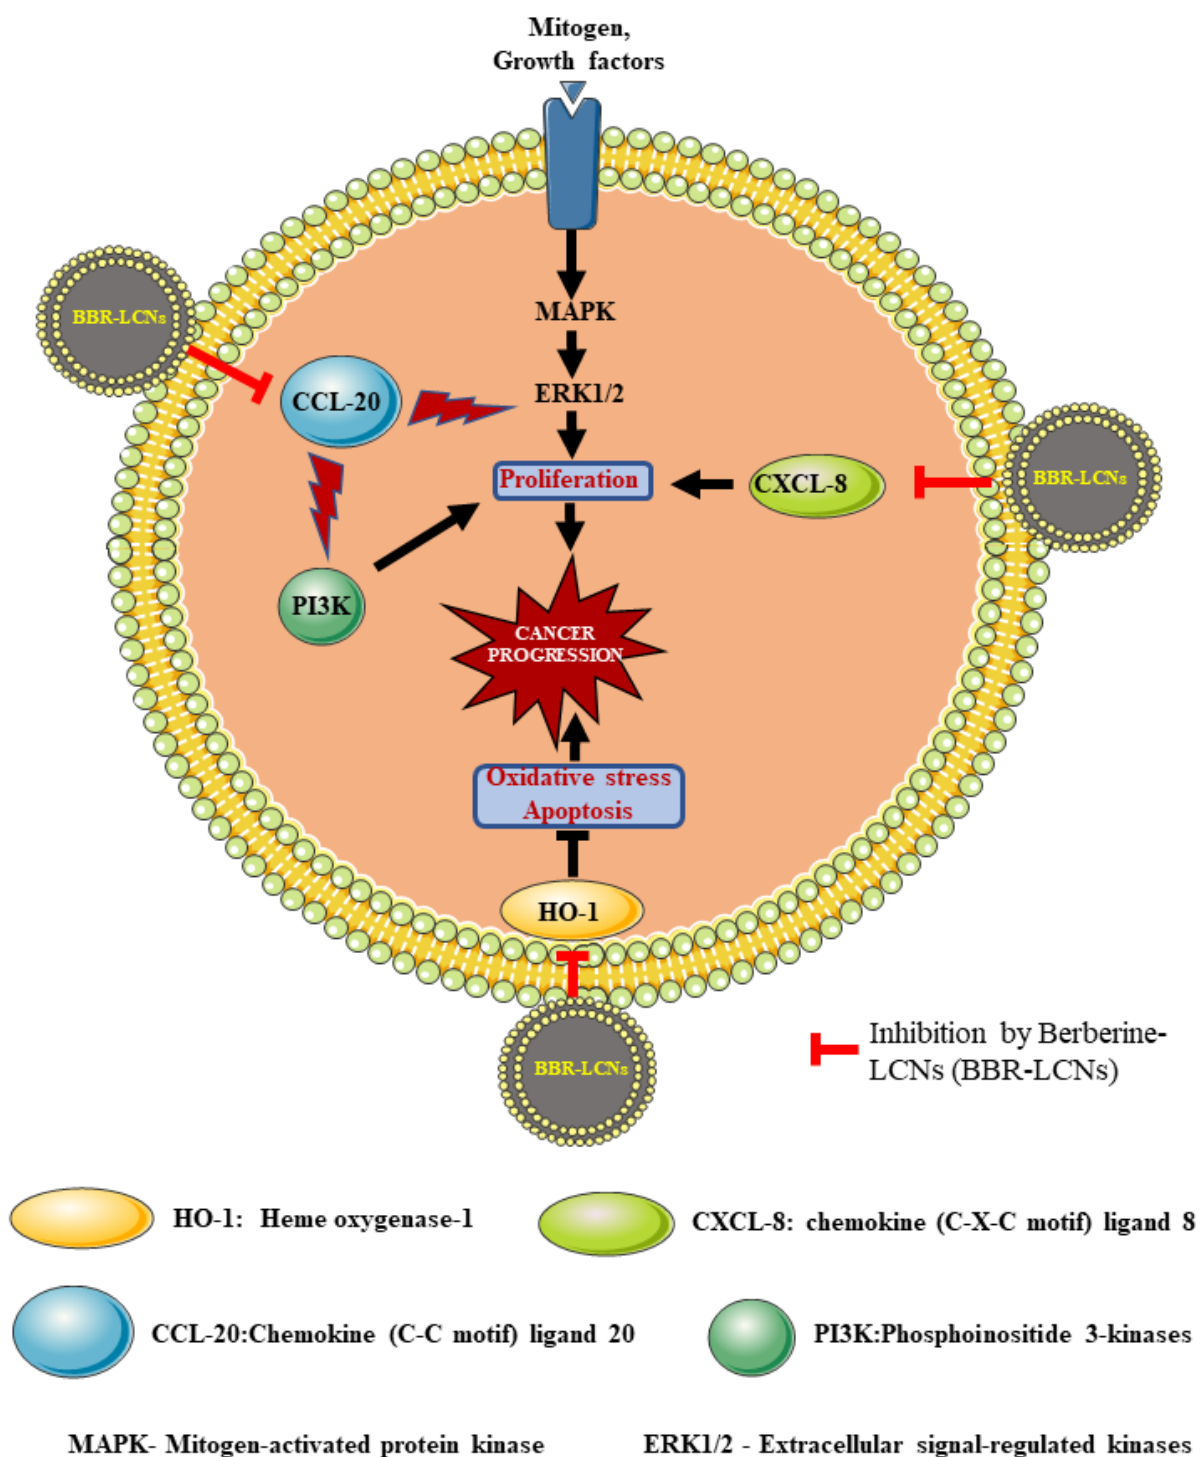 Mitogen,
Growth factors
MAPK
BBR-LCNs
ERK1/2
CCL-20
Proliferation
CXCL-8
BBR-LCNs
PI3K
CANCER
PROGRESSION
Oxidative stress
Apoptosis
HO-1
BBR-LCNs
Inhibition by Berberine-
LCNs (BBR-LCNs)
HO-1: Heme oxygenase-1
CXCL-8: chemokine (C-X-C motif) ligand 8
CCL-20:Chemokine (C-C motif) ligand 20
PI3K:Phosphoinositide 3-kinases
MAPK- Mitogen-activated protein kinase
ERK1/2 - Extracellular signal-regulated kinases